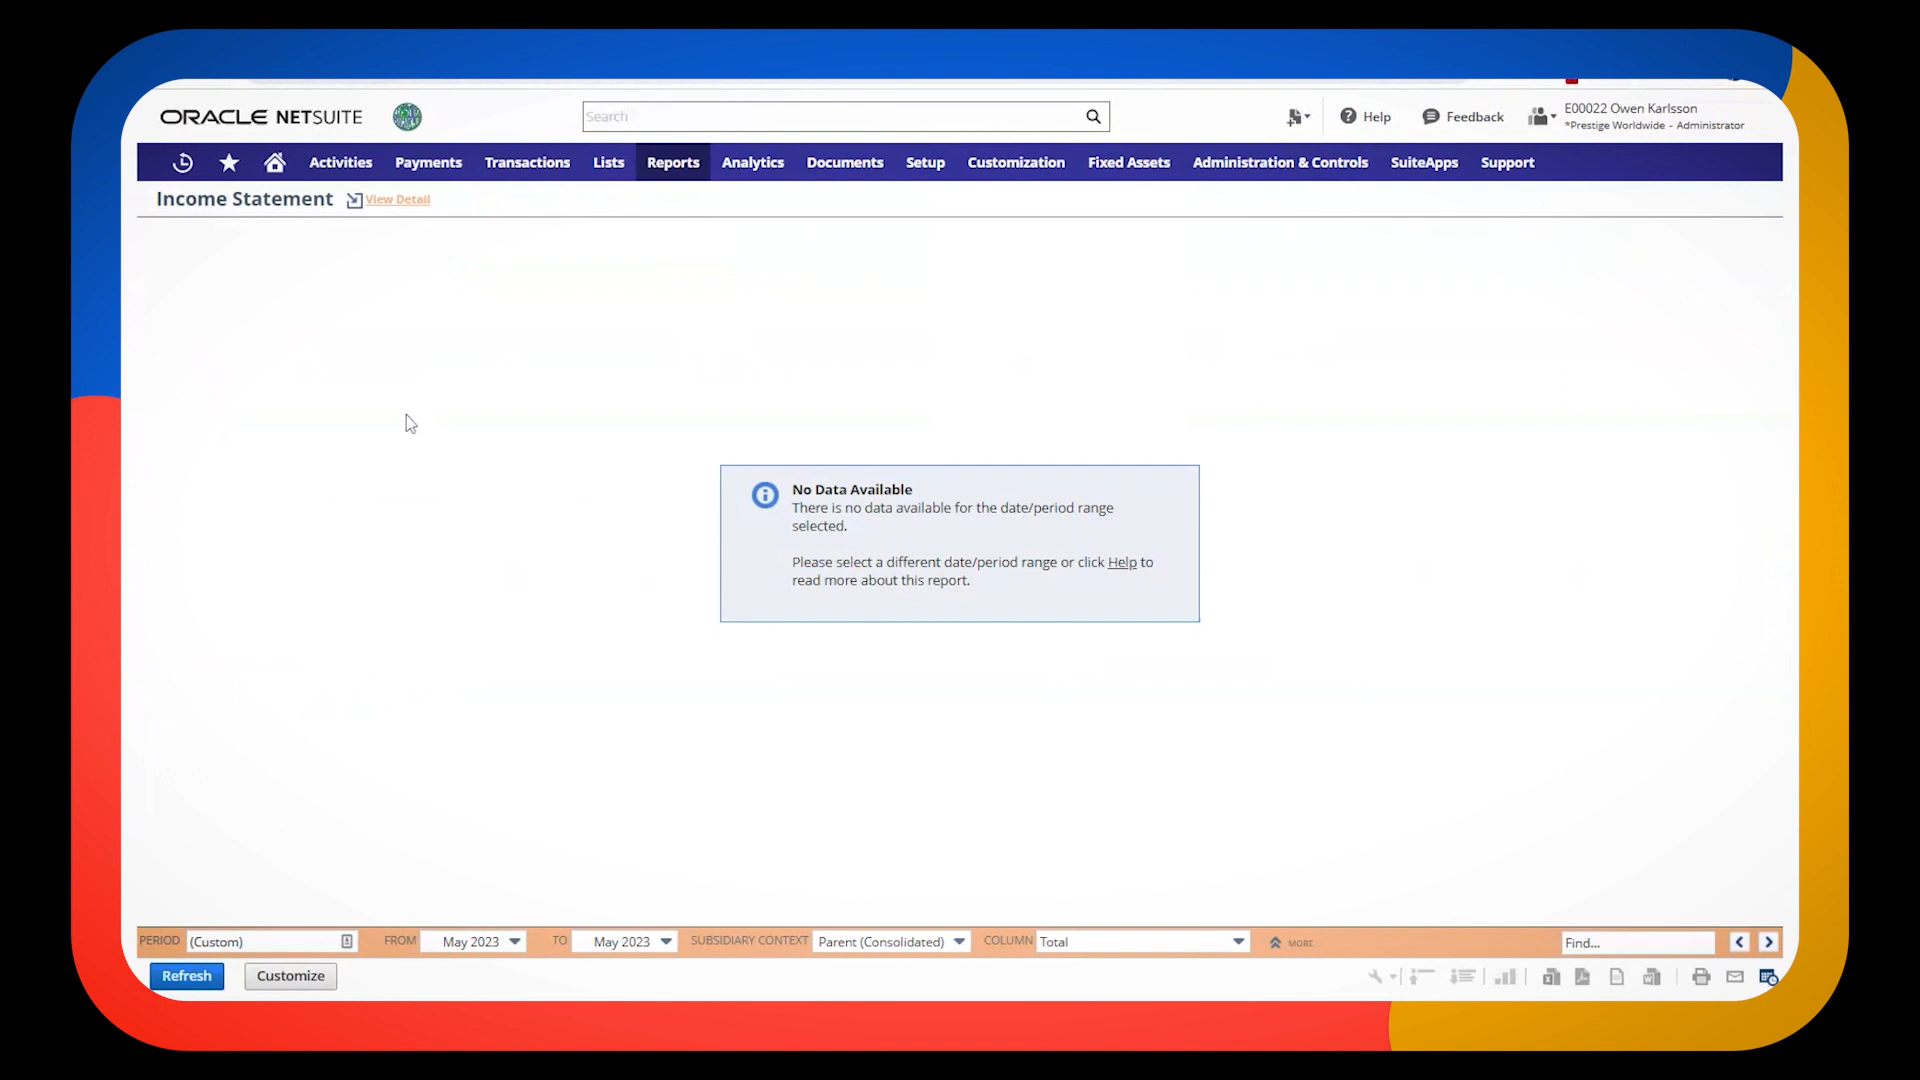 ORACLE NETSUITE
Search
Help
Feedback
E00022 Owen Karlsson
*Prestige Worldwide - Administrator
Activities
Payments
Transactions
Lists
Reports
Analytics
Documents
Setup
Customization
Fixed Assets
Administration & Controls
SuiteApps
Support
Income Statement
View Detail
No Data Available
There is no data available for the date/period range
selected.
Please select a different date/period range or click Help to
read more about this report.
PERIOD
(Custom)
FROM
May 2023
TO
May 2023
SUBSIDIARY CONTEXT
Parent (Consolidated)
COLUMN
Total
MORE
Find...
Refresh
Customize